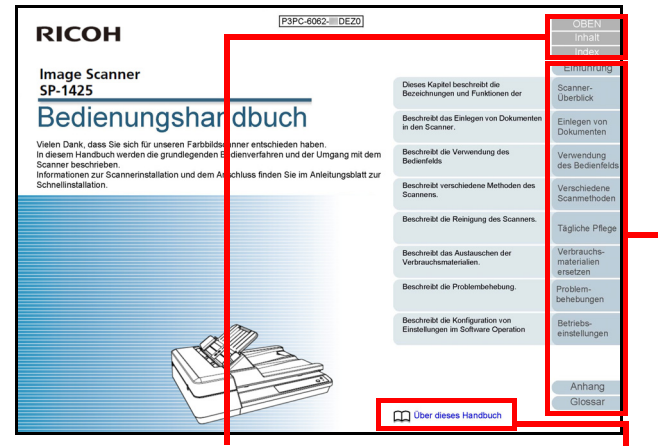 P3PC-6062- DEZ0
RICOH
OBEN
Inhalt
Index
Image Scanner
SP-1425
Bedienungshandbuch
Vielen Dank, dass Sie sich für unseren Farbbildscanner entschieden haben.
In diesem Handbuch werden die grundlegenden Bedienverfahren und der Umgang mit dem
Scanner beschrieben.
Informationen zur Scannerinstallation und dem Anschluss finden Sie im Anleitungsblatt zur
Schnellinstallation.
Einführung
Dieses Kapitel beschreibt die
Bezeichnungen und Funktionen der
Scanner-
Überblick
Beschreibt das Einlegen von Dokumenten
in den Scanner.
Einlegen von
Dokumenten
Beschreibt die Verwendung des
Bedienfelds
Verwendung
des Bedienfelds
Beschreibt verschiedene Methoden des
Scannens.
Verschiedene
Scanmethoden
Beschreibt die Reinigung des Scanners.
Tägliche Pflege
Beschreibt das Austauschen der
Verbrauchsmaterialien.
Verbrauchs-
materialien
ersetzen
Beschreibt die Problembehebung.
Problem-
behebungen
Beschreibt die Konfiguration von
Einstellungen im Software Operation
Betriebs-
einstellungen
Anhang
Glossar
Über dieses Handbuch